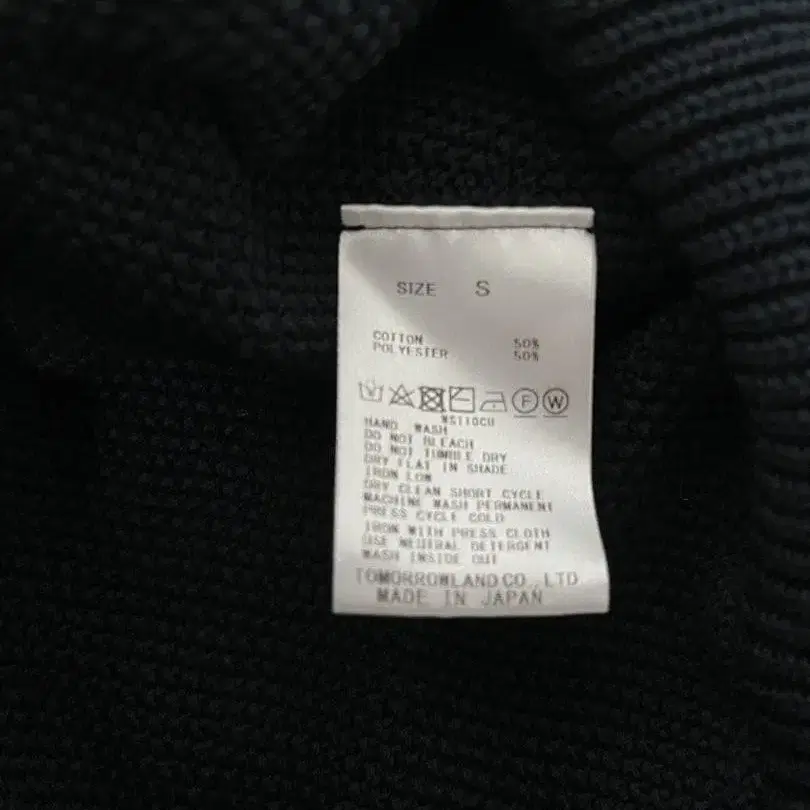 SIZE S
COTTON 50%
POLYESTER 50%
F W
WS110CU
HAND WASH
DO NOT BLEACH
DO NOT TUMBLE DRY
DRY FLAT IN SHADE
IRON LOW
DRY CLEAN SHORT CYCLE
MACHINE WASH PERMANENT
PRESS CYCLE COLD
IRON WITH PRESS CLOTH
USE NEUTRAL DETERGENT
WASH INSIDE OUT
TOMORROWLAND CO., LTD
MADE IN JAPAN